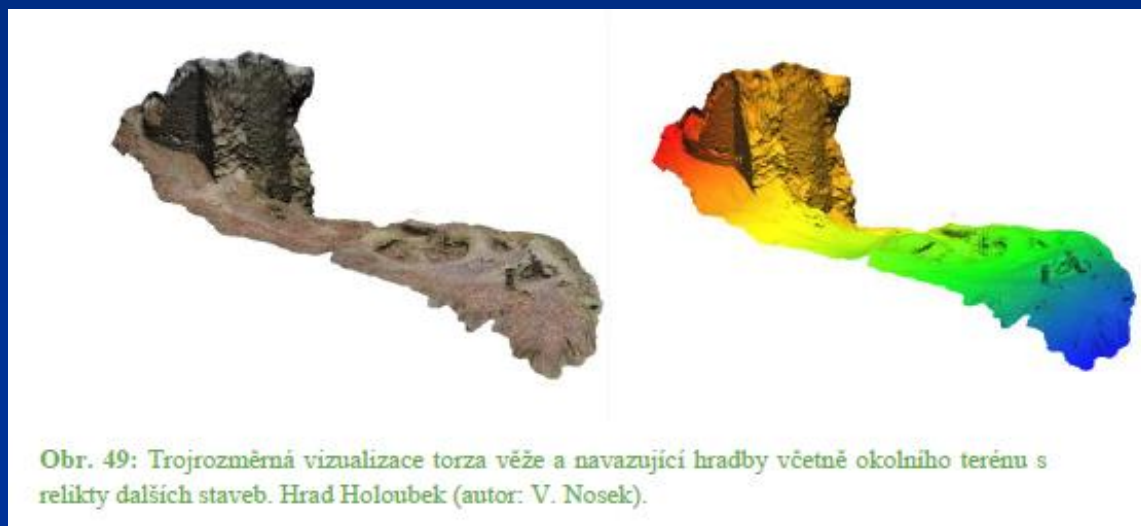 Obr. 49: Trojrozměrná vizualizace torza věže a navazující hradby včetně okolního terénu s
relikty dalších staveb. Hrad Holoubek (autor: V. Nosek).